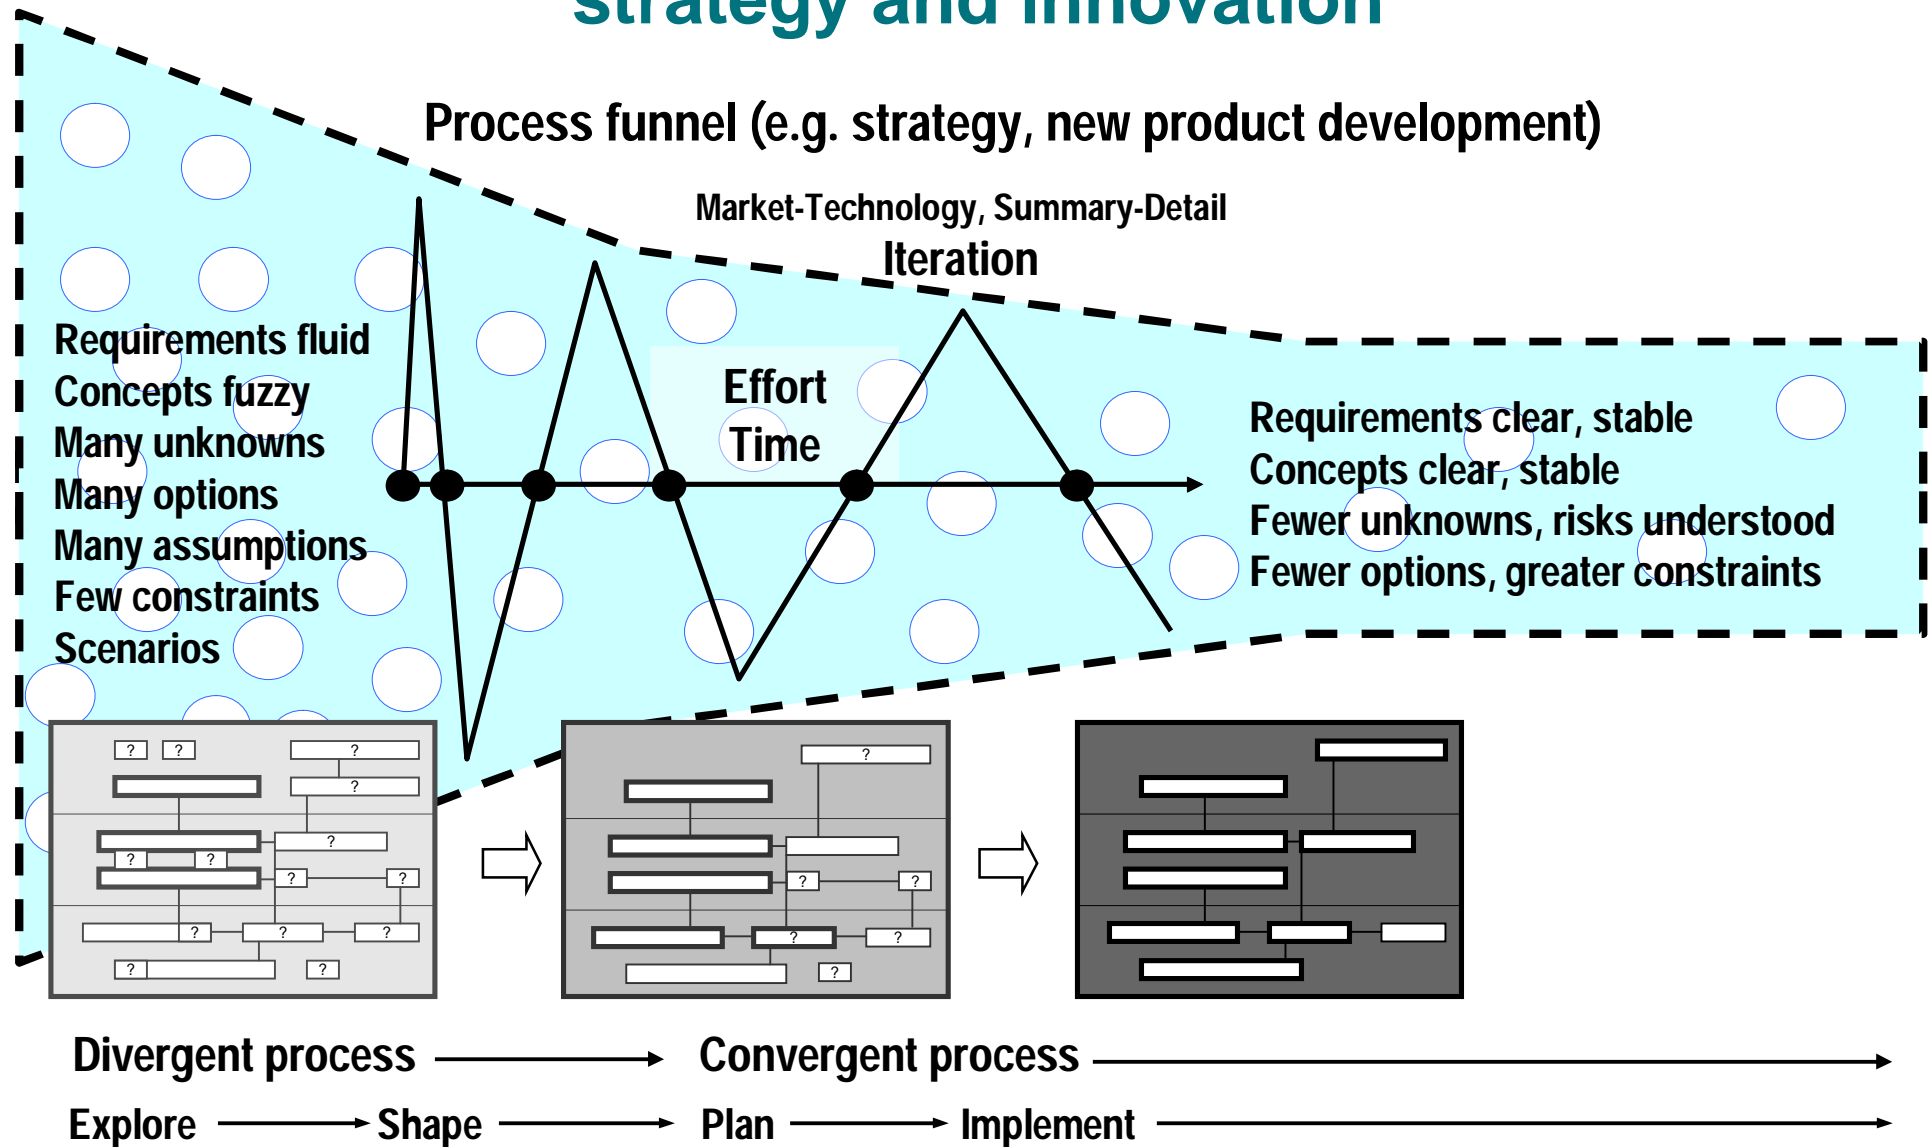 strategy and innovation
Process funnel (e.g. strategy, new product development)
Market-Technology, Summary-Detail
Iteration
Requirements fluid
Concepts fuzzy
Many unknowns
Many options
Many assumptions
Few constraints
Scenarios
Effort
Time
Requirements clear, stable
Concepts clear, stable
Fewer unknowns, risks understood
Fewer options, greater constraints
? ? ?
?
?
? ?
? ?
? ? ?
? ?
?
? ?
? ?
?
Divergent process Convergent process
Explore Shape Plan Implement